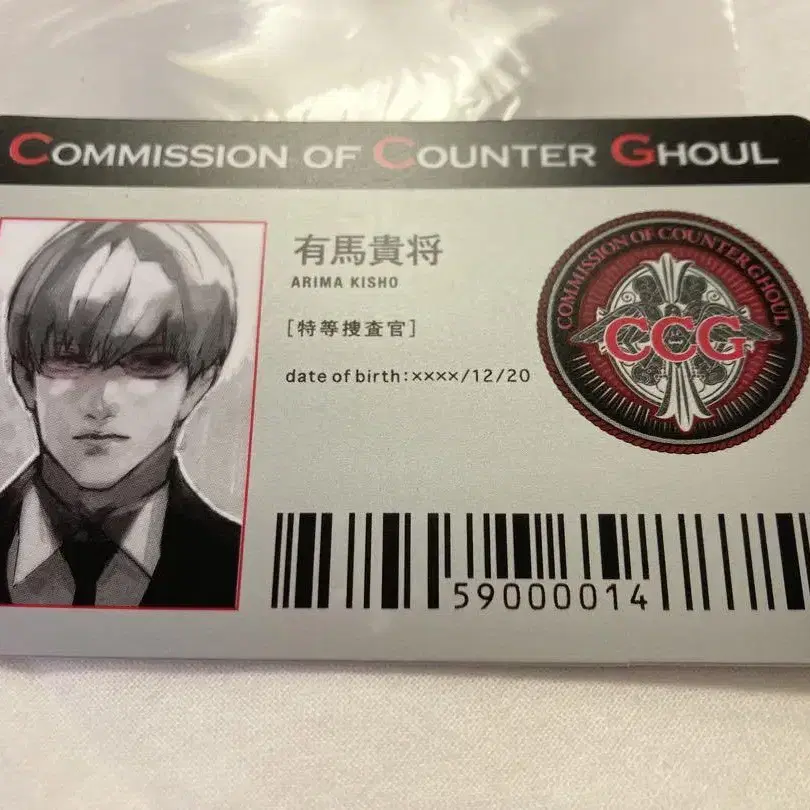 COMMISSION OF COUNTER GHOUL
有馬貴将
ARIMA KISHO
[特等捜査官]
date of birth:××××/12/20
COMMISSION OF COUNTER GHOUL
CCG
59000014